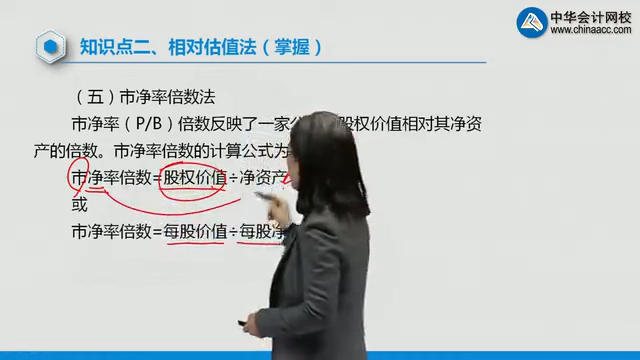 中华会计网校
www.chinaacc.com
知识点二、相对估值法（掌握）
（五）市净率倍数法
市净率（P/B）倍数反映了一家公 股权价值相对其净资
产的倍数。市净率倍数的计算公式为
市净率倍数=股权价值÷净资产
或
市净率倍数=每股价值÷每股净